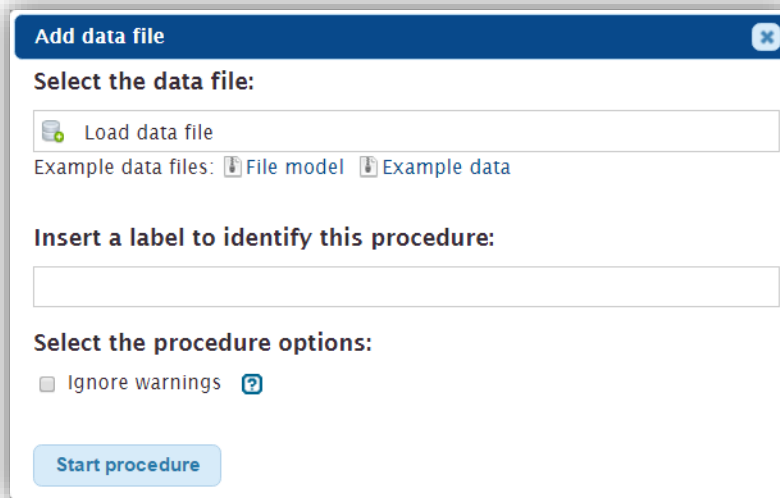 Add data file
Select the data file:
Load data file
Example data files: File model Example data
Insert a label to identify this procedure:
Select the procedure options:
Ignore warnings ?
Start procedure